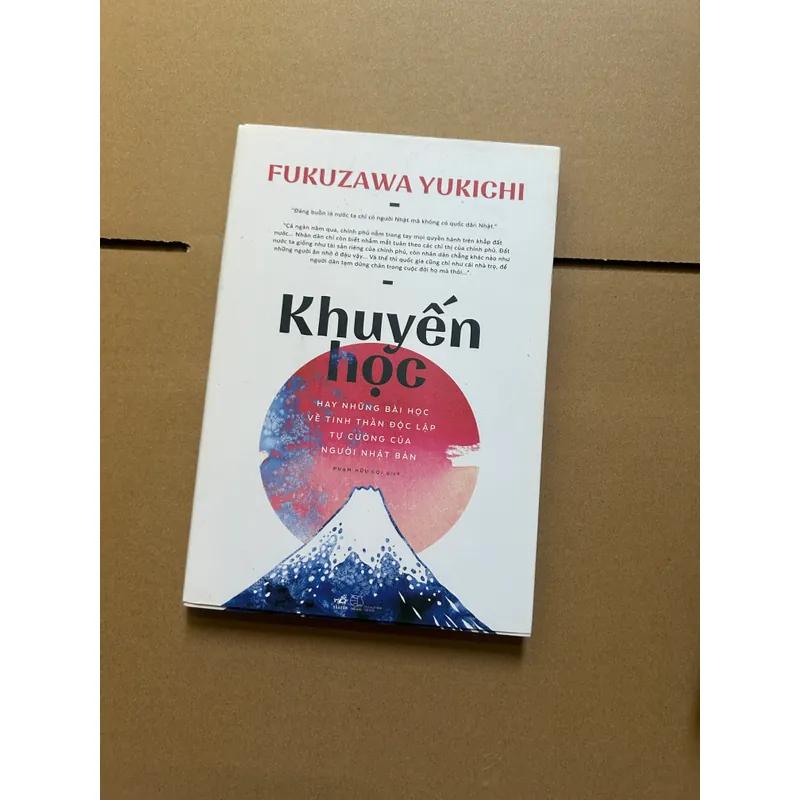 FUKUZAWA YUKICHI
"Đáng buồn là nước ta chỉ có người Nhật mà không có quốc dân Nhật."
"Cả ngàn năm qua, chính phủ nắm trong tay mọi quyền hành trên khắp đất
nước... Nhân dân chỉ còn biết nhắm mắt tuân theo các chỉ thị của chính phủ. Đất
nước ta giống như tài sản riêng của chính phủ, còn nhân dân chẳng khác nào như
những người ăn nhờ ở đậu vậy... Và thế thì quốc gia cũng chỉ như cái nhà trọ, để
người dân tạm dừng chân trong cuộc đời họ mà thôi..."
Khuyến
học
HAY NHỮNG BÀI HỌC
VỀ TINH THẦN ĐỘC LẬP
TỰ CƯỜNG CỦA
NGƯỜI NHẬT BẢN
PHẠM HỮU LỢI dịch